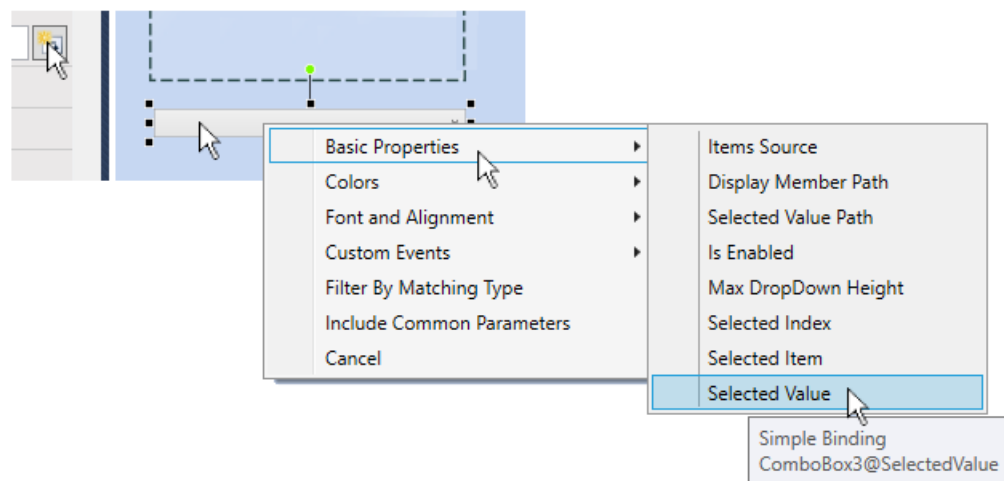 Basic Properties
Colors
Font and Alignment
Custom Events
Filter By Matching Type
Include Common Parameters
Cancel
Items Source
Display Member Path
Selected Value Path
Is Enabled
Max DropDown Height
Selected Index
Selected Item
Selected Value
Simple Binding
ComboBox3@SelectedValue